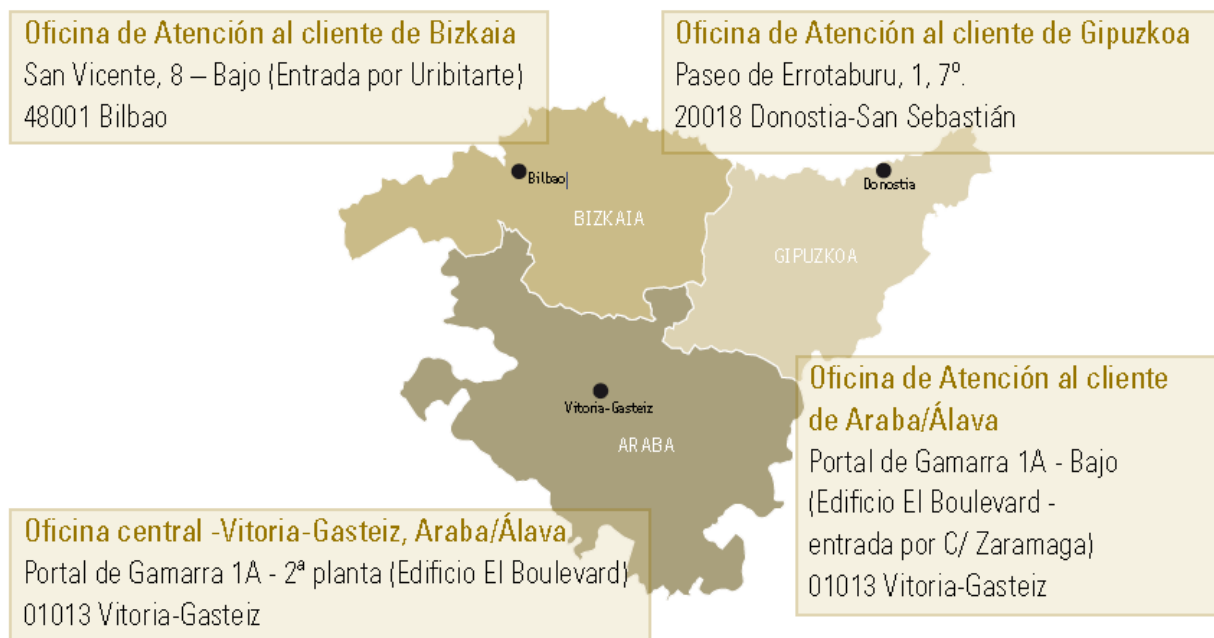 Oficina de Atención al cliente de Bizkaia
San Vicente, 8 – Bajo (Entrada por Uribitarte)
48001 Bilbao
Oficina de Atención al cliente de Gipuzkoa
Paseo de Errotaburu, 1, 7º.
20018 Donostia-San Sebastián
Bilbao
Donostia
BIZKAIA
GIPUZKOA
Vitoria-Gasteiz
ARABA
Oficina de Atención al cliente
de Araba/Álava
Portal de Gamarra 1A - Bajo
(Edificio El Boulevard -
entrada por C/ Zaramaga)
01013 Vitoria-Gasteiz
Oficina central -Vitoria-Gasteiz, Araba/Álava
Portal de Gamarra 1A - 2ª planta (Edificio El Boulevard)
01013 Vitoria-Gasteiz